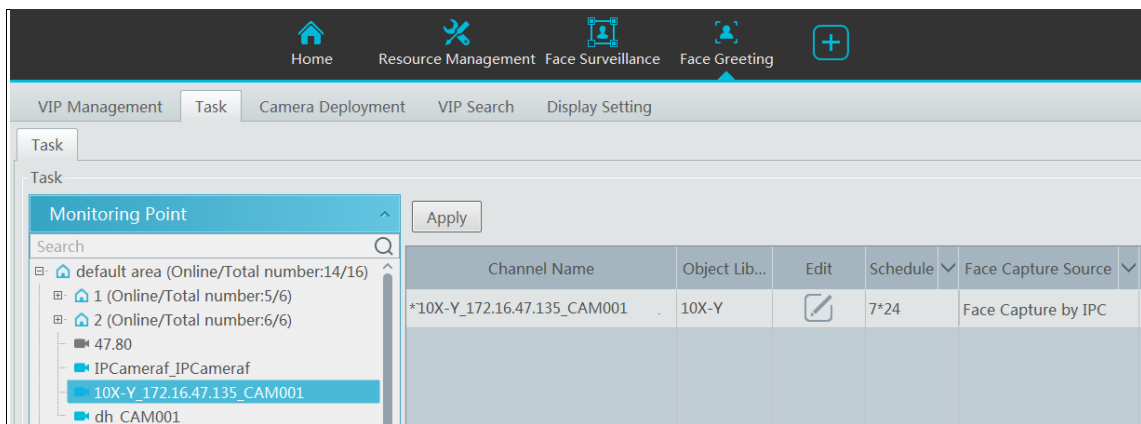 Home Resource Management Face Surveillance Face Greeting
VIP Management Task Camera Deployment VIP Search Display Setting
Task
Task
Monitoring Point
Apply
Search
Channel Name Object Lib... Edit Schedule Face Capture Source
default area (Online/Total number:14/16)
1 (Online/Total number:5/6)
*10X-Y_172.16.47.135_CAM001 10X-Y 7*24 Face Capture by IPC
2 (Online/Total number:6/6)
47.80
IPCameraf_IPCameraf
10X-Y_172.16.47.135_CAM001
dh_CAM001